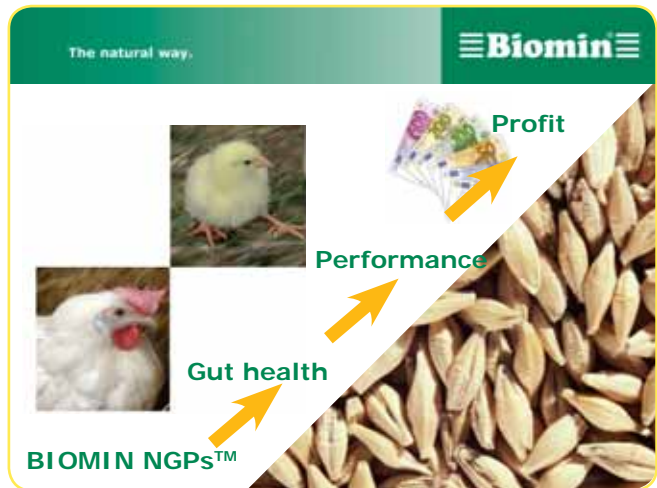 The natural way.
Biomin
Profit
Performance
Gut health
BIOMIN NGPs™